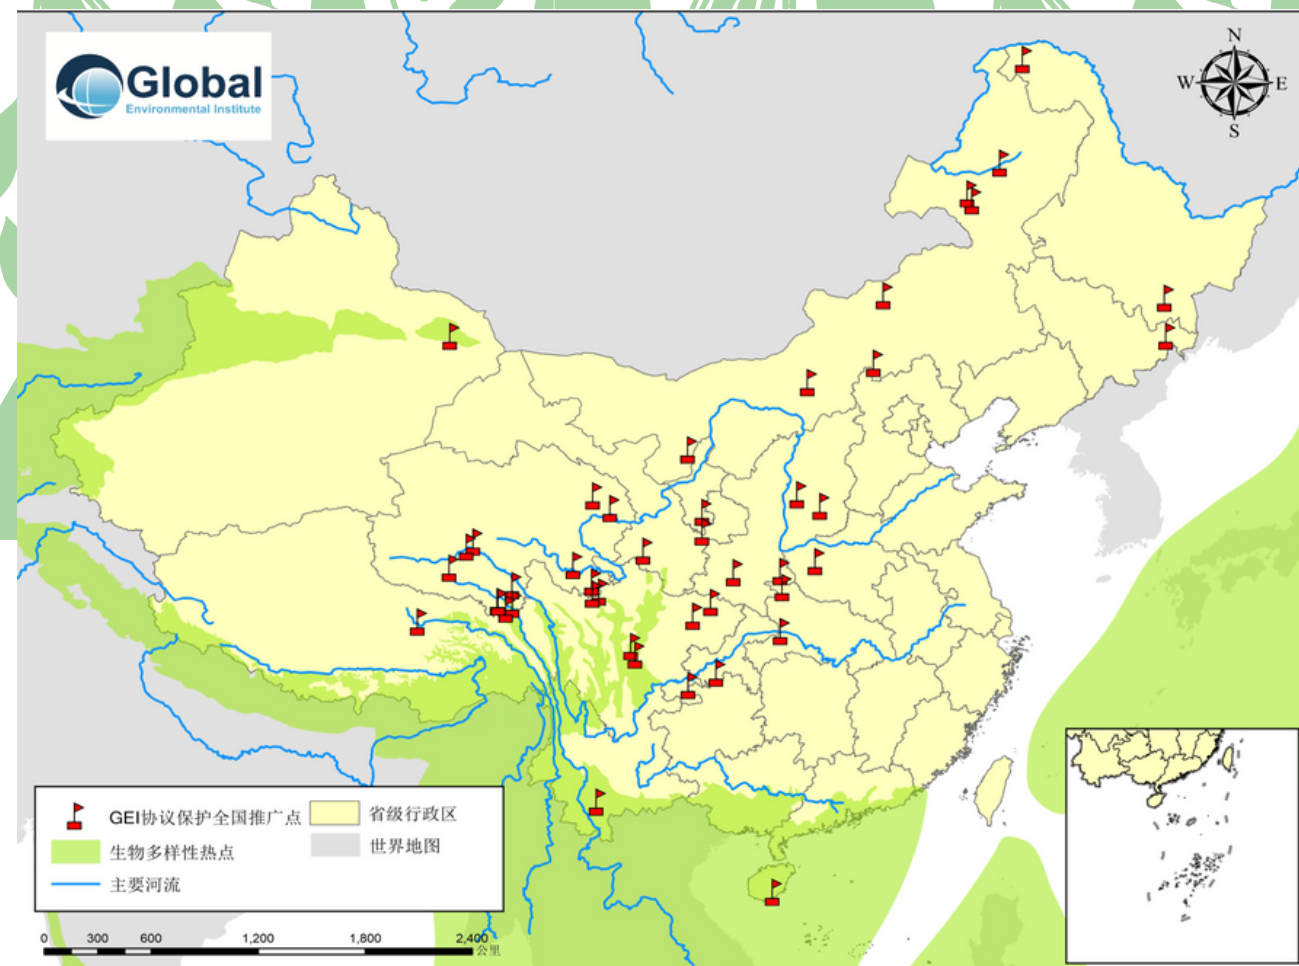 Global
Environmental Institute
N
W E
S
GEI协议保护全国推广点
省级行政区
生物多样性热点
世界地图
主要河流
0 300 600 1,200 1,800 2,400
公里